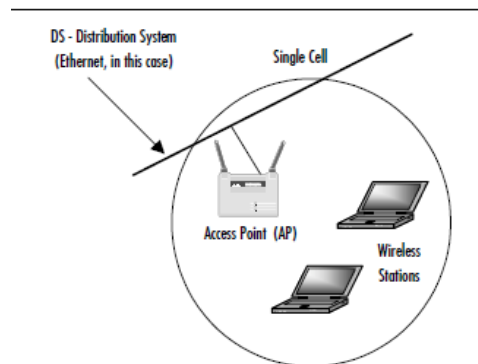 DS - Distribution System
(Ethernet, in this case)
Single Cell
Access Point (AP)
Wireless
Stations